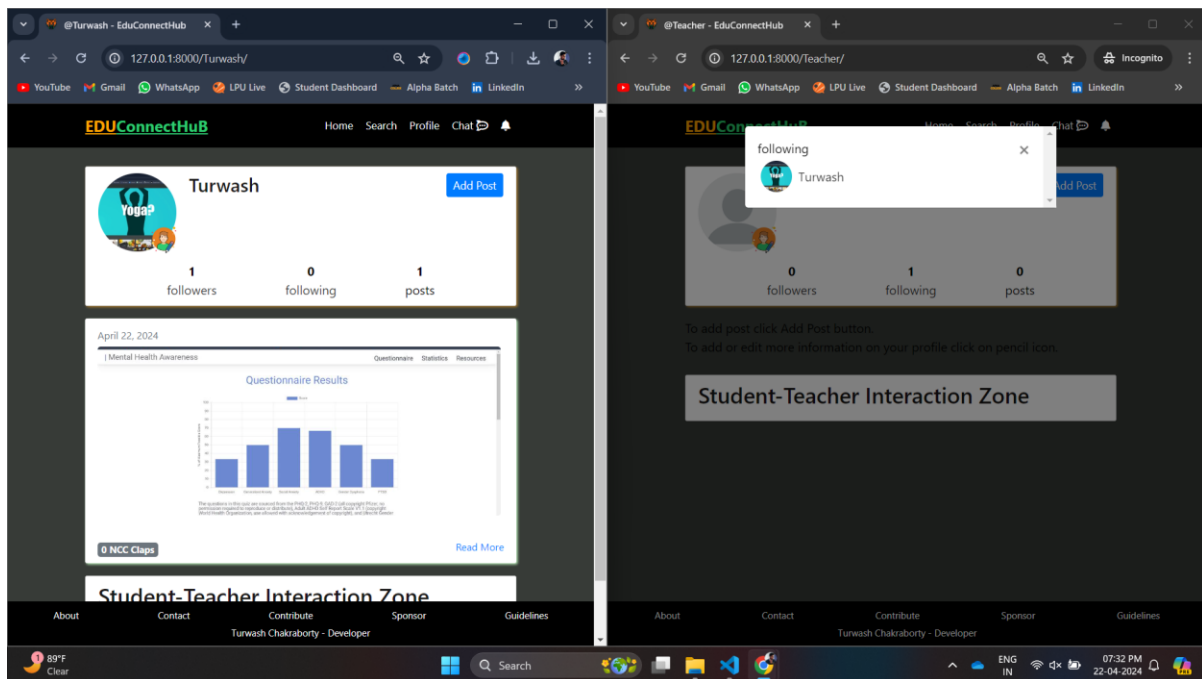 @Turwash - EduConnectHub
127.0.0.1:8000/Turwash/
YouTube Gmail WhatsApp LPU Live Student Dashboard Alpha Batch LinkedIn »
EDUConnectHuB Home Search Profile Chat
Yoga?
Turwash
Add Post
1 0 1
followers following posts
April 22, 2024
| Mental Health Awareness Questionnaire Statistics Resources
Questionnaire Results
0 NCC Claps
Read More
Student-Teacher Interaction Zone
About Contact Contribute Sponsor Guidelines
Turwash Chakraborty - Developer
@Teacher - EduConnectHub
127.0.0.1:8000/Teacher/
Incognito
YouTube Gmail WhatsApp LPU Live Student Dashboard Alpha Batch LinkedIn »
EDUConnectHuB Home Search Profile Chat
following
Turwash
Add Post
0 1 0
followers following posts
To add post click Add Post button.
To add or edit more information on your profile click on pencil icon.
Student-Teacher Interaction Zone
About Contact Contribute Sponsor Guidelines
Turwash Chakraborty - Developer
1
89°F
Clear
Search
ENG
IN
07:32 PM
22-04-2024